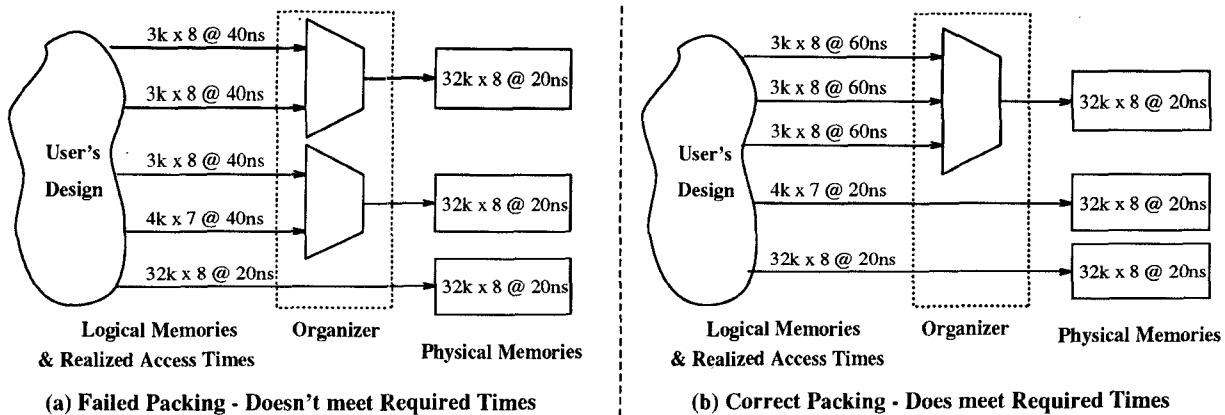 3k x 8 @ 40ns
3k x 8 @ 40ns
3k x 8 @ 40ns
4k x 7 @ 40ns
32k x 8 @ 20ns
User's
Design
32k x 8 @ 20ns
32k x 8 @ 20ns
32k x 8 @ 20ns
Logical Memories
& Realized Access Times
Organizer
Physical Memories
(a) Failed Packing - Doesn't meet Required Times
3k x 8 @ 60ns
3k x 8 @ 60ns
3k x 8 @ 60ns
4k x 7 @ 20ns
32k x 8 @ 20ns
User's
Design
32k x 8 @ 20ns
32k x 8 @ 20ns
32k x 8 @ 20ns
Logical Memories
& Realized Access Times
Organizer
Physical Memories
(b) Correct Packing - Does meet Required Times